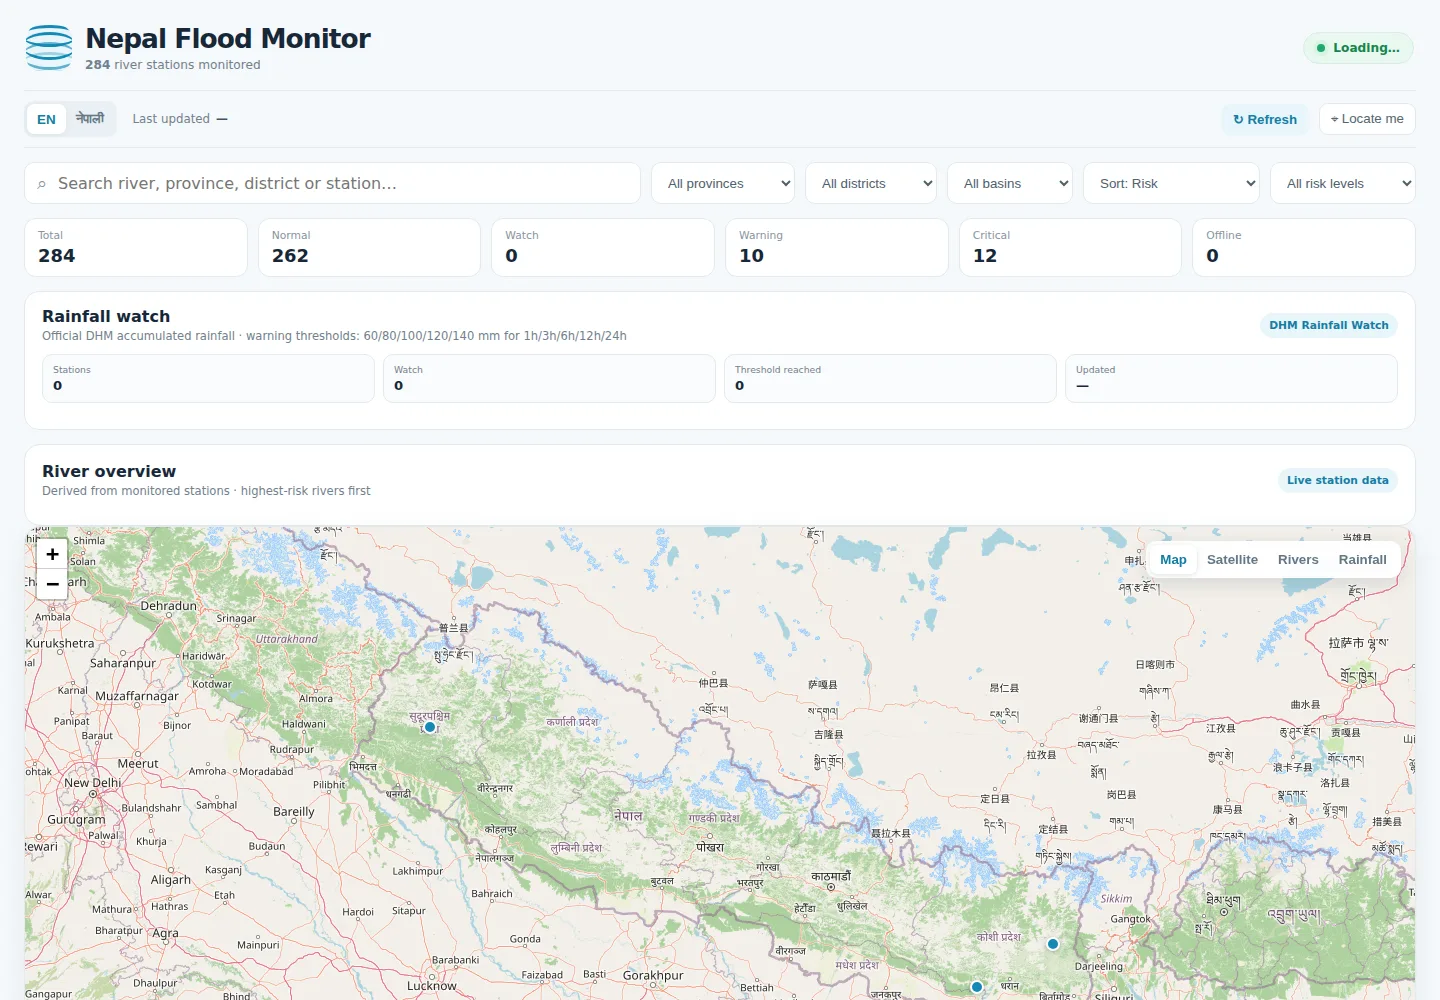 Nepal Flood Monitor
284 river stations monitored
Loading...
EN नेपाली Last updated —
↻ Refresh
Locate me
Search river, province, district or station...
All provinces
All districts
All basins
Sort: Risk
All risk levels
Total
284
Normal
262
Watch
0
Warning
10
Critical
12
Offline
0
Rainfall watch
Official DHM accumulated rainfall · warning thresholds: 60/80/100/120/140 mm for 1h/3h/6h/12h/24h
DHM Rainfall Watch
Stations
0
Watch
0
Threshold reached
0
Updated
—
River overview
Derived from monitored stations · highest-risk rivers first
Live station data
+
−
Map Satellite Rivers Rainfall
Shimla
Solan
Ambala
Dehradun
Srinagar
Uttarakhand
Kurukshetra
Saharanpur
Haridwār
Karnal
Muzaffarnagar
Kotdwar
Almora
Panipat
Bijnor
Haldwani
Baraut
Rudrapur
Meerut
Amroha
Moradabad
Pilibhit
New Delhi
Gurugram
Bulandshahr
Sambhal
Bareilly
Palwal
Khurja
Budaun
Rewari
Aligarh
Kasganj
Lakhimpur
Bahraich
Alwar
Mathura
Hathras
Etah
Hardoi
Sitapur
Bharatpur
Agra
Mainpuri
Gonda
Barabanki
Faizabad
Basti
Gorakhpur
Bettiah
Dhaulpur
Lucknow
Gangapur
Bhind
सुदूरपश्चिम
कर्णाली प्रदेश
भिमदत्त
धनगढी
वीरेन्द्रनगर
कोहलपुर
नेपालगञ्ज
लुम्बिनी प्रदेश
नेपाल
गण्डकी प्रदेश
पोखरा
गोरखा
बुटवल
भरतपुर
काठमाडौं
हेटौंडा
धुलिखेल
वीरगञ्ज
मधेश प्रदेश
जनकपुर
कोशी प्रदेश
धरान
बिर्तामोड
普兰县
仲巴县
萨嘎县
吉隆县
聂拉木县
昂仁县
拉孜县
定日县
定结县
岗巴县
谢通门县
日喀则市
江孜县
康马县
浪卡子县
洛扎县
措美县
曲水县
贡嘎县
拉萨市
当雄县
Sikkim
Gangtok
Darjeeling
Siliguri
འབྲུག་ཡུལ།